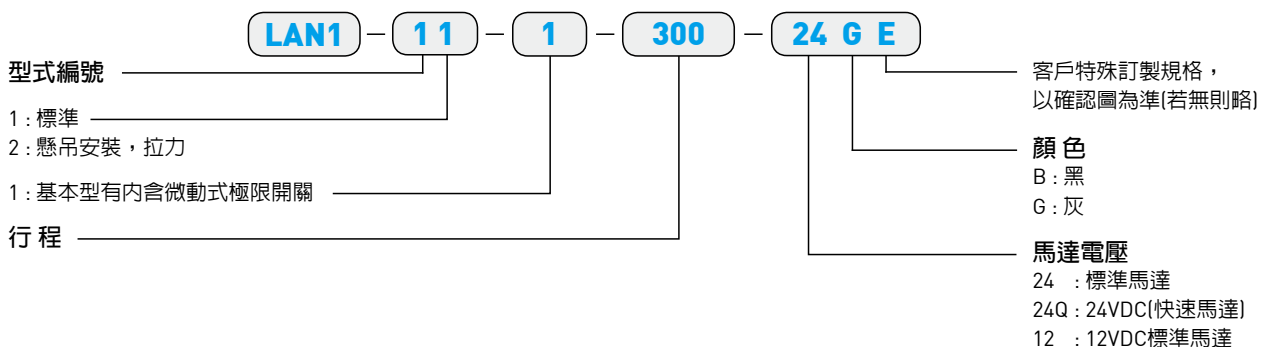 LAN1 - 1 1 - 1 - 300 - 24 G E
型式編號
1 : 標準
2 : 懸吊安裝，拉力
1 : 基本型有內含微動式極限開關
行 程
客戶特殊訂製規格，
以確認圖為準(若無則略)
顏 色
B : 黑
G : 灰
馬達電壓
24 : 標準馬達
24Q : 24VDC(快速馬達)
12 : 12VDC標準馬達